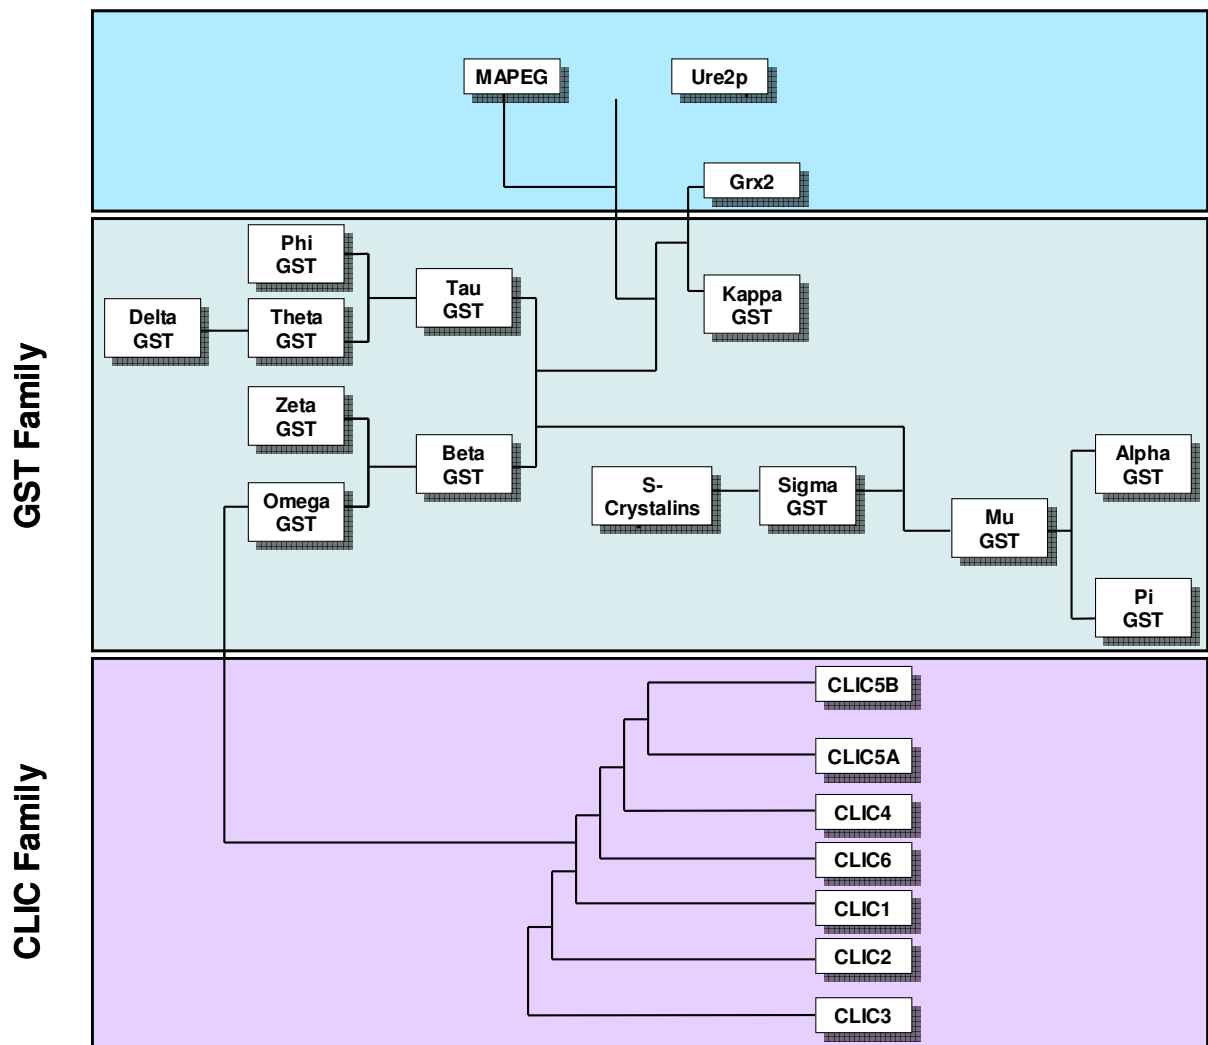 MAPEG
Ure2p
Grx2
GST Family
Phi
GST
Tau
GST
Kappa
GST
Delta
GST
Theta
GST
Zeta
GST
Beta
GST
Alpha
GST
Omega
GST
S-
Crystalins
Sigma
GST
Mu
GST
Pi
GST
CLIC Family
CLIC5B
CLIC5A
CLIC4
CLIC6
CLIC1
CLIC2
CLIC3